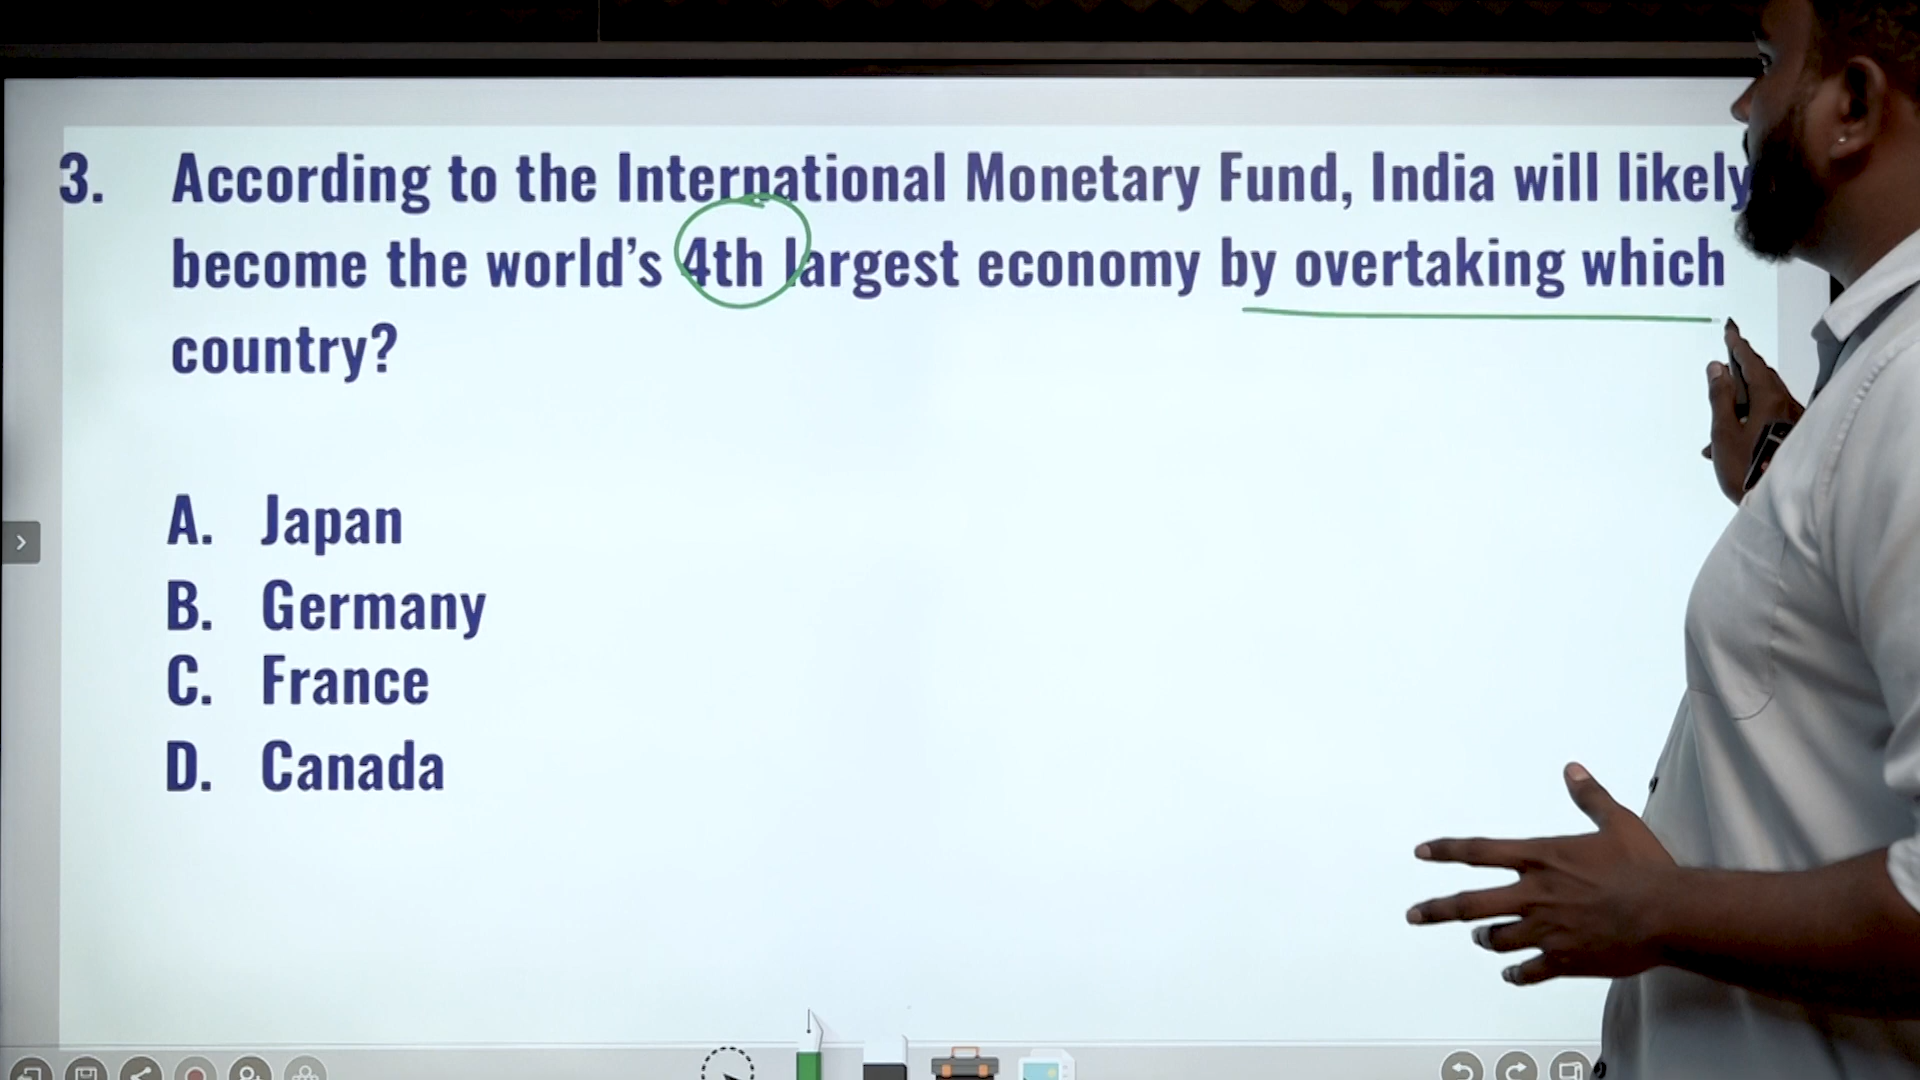 3. According to the International Monetary Fund, India will likely
become the world’s 4th largest economy by overtaking which
country?
A. Japan
B. Germany
C. France
D. Canada